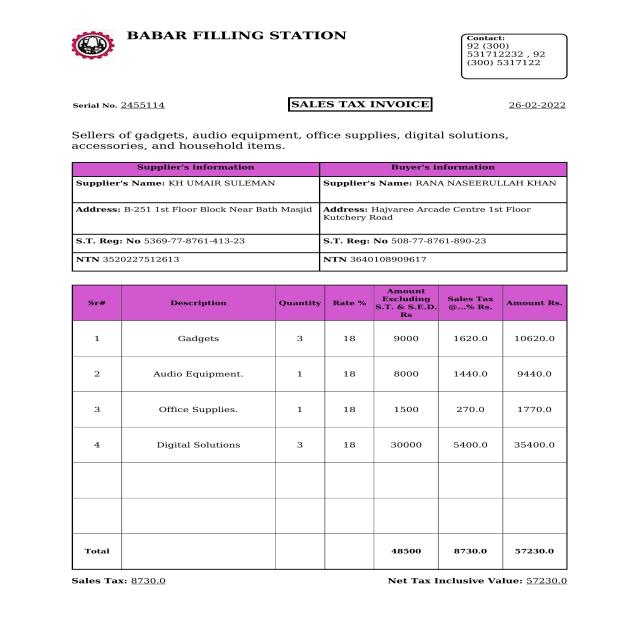 BABAR FILLING STATION
Contact:
92 (300)
531712232 , 92
(300) 5317122
Serial No. 2455114
SALES TAX INVOICE
26-02-2022
Sellers of gadgets, audio equipment, office supplies, digital solutions,
accessories, and household items.
Supplier's information Buyer's information
Supplier's Name: KH UMAIR SULEMAN Supplier's Name: RANA NASEERULLAH KHAN
Address: B-251 1st Floor Block Near Bath Masjid Address: Hajvaree Arcade Centre 1st Floor
Kutchery Road
S.T. Reg: No 5369-77-8761-413-23 S.T. Reg: No 508-77-8761-890-23
NTN 3520227512613 NTN 3640108909617
Sr# Description Quantity Rate % Amount Excluding S.T. & S.E.D. Rs Sales Tax @...% Rs. Amount Rs.
1 Gadgets 3 18 9000 1620.0 10620.0
2 Audio Equipment. 1 18 8000 1440.0 9440.0
3 Office Supplies. 1 18 1500 270.0 1770.0
4 Digital Solutions 3 18 30000 5400.0 35400.0
Total 48500 8730.0 57230.0
Sales Tax: 8730.0 Net Tax Inclusive Value: 57230.0